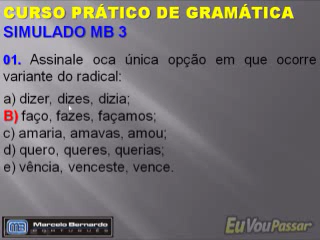 CURSO PRÁTICO DE GRAMÁTICA
SIMULADO MB 3
01. Assinale oca única opção em que ocorre
variante do radical:
a) dizer, dizes, dizia;
B) faço, fazes, façamos;
c) amaria, amavas, amou;
d) quero, queres, querias;
e) vência, venceste, vence.
Marcelo Bernardo
PORTUGUÊS
EuVouPassar